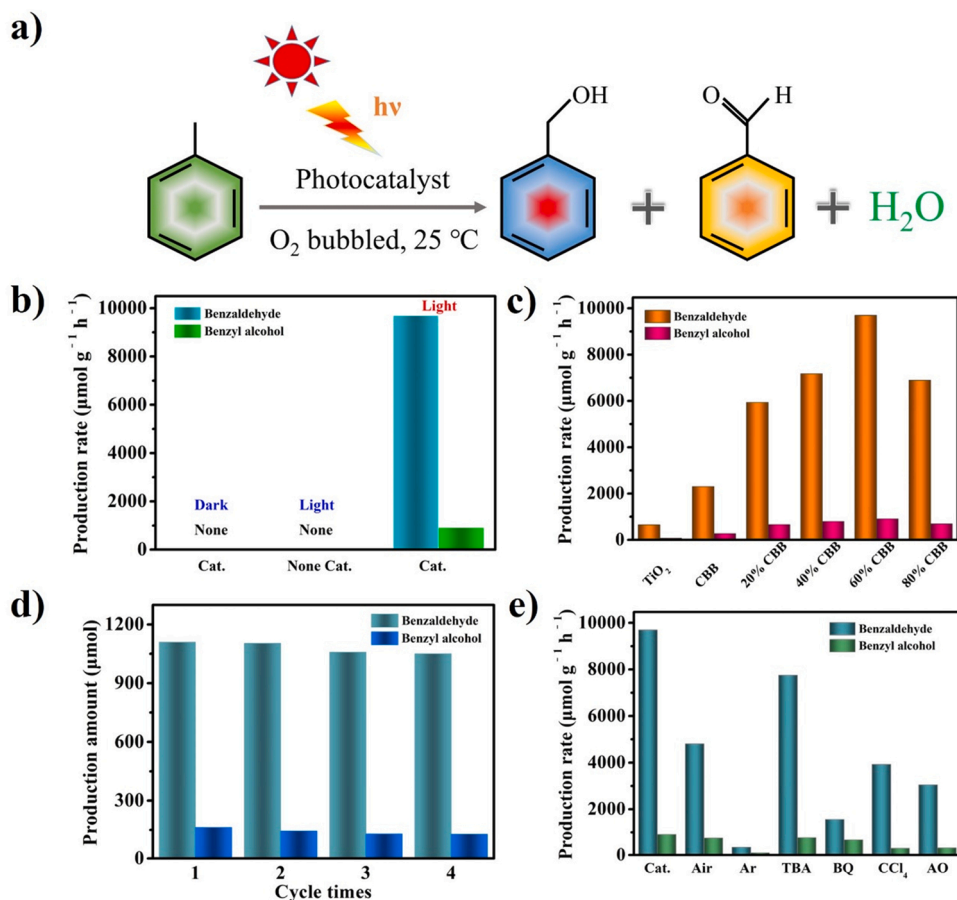 a)
hν
Photocatalyst
O₂ bubbled, 25 ℃
OH
O
H
+
+
H₂O
b)
Production rate (μmol g⁻¹ h⁻¹)
10000
8000
6000
4000
2000
0
Benzaldehyde
Benzyl alcohol
Light
Dark
Light
None
None
Cat.
None Cat.
Cat.
c)
Production rate (μmol g⁻¹ h⁻¹)
10000
8000
6000
4000
2000
0
Benzaldehyde
Benzyl alcohol
TiO₂
CBB
20% CBB
40% CBB
60% CBB
80% CBB
d)
Production amount (μmol)
1200
900
600
300
0
Benzaldehyde
Benzyl alcohol
1
2
3
4
Cycle times
e)
Production rate (μmol g⁻¹ h⁻¹)
10000
8000
6000
4000
2000
0
Benzaldehyde
Benzyl alcohol
Cat.
Air
Ar
TBA
BQ
CCl₄
AO